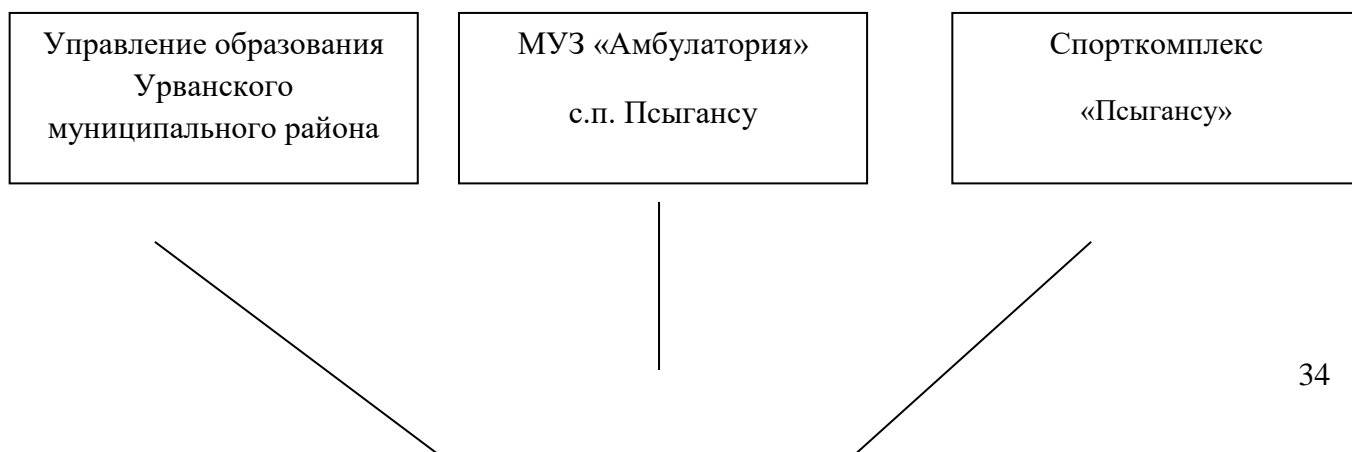 Управление образования
Урванского
муниципального района
МУЗ «Амбулатория»
с.п. Псыгансу
Спорткомплекс
«Псыгансу»
34